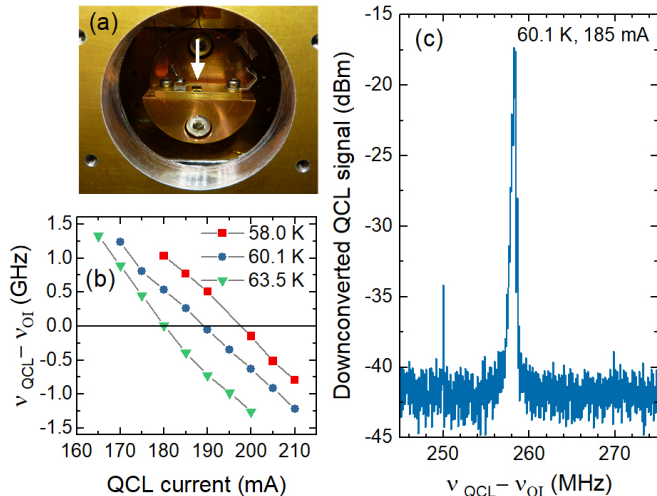 (a)
1.5
1.0
0.5
0.0
-0.5
-1.0
-1.5
ν QCL – ν OI (GHz)
(b)
58.0 K
60.1 K
63.5 K
160 170 180 190 200 210
QCL current (mA)
(c)
60.1 K, 185 mA
-15
-20
-25
-30
-35
-40
-45
Downconverted QCL signal (dBm)
250 260 270
ν QCL – ν OI (MHz)